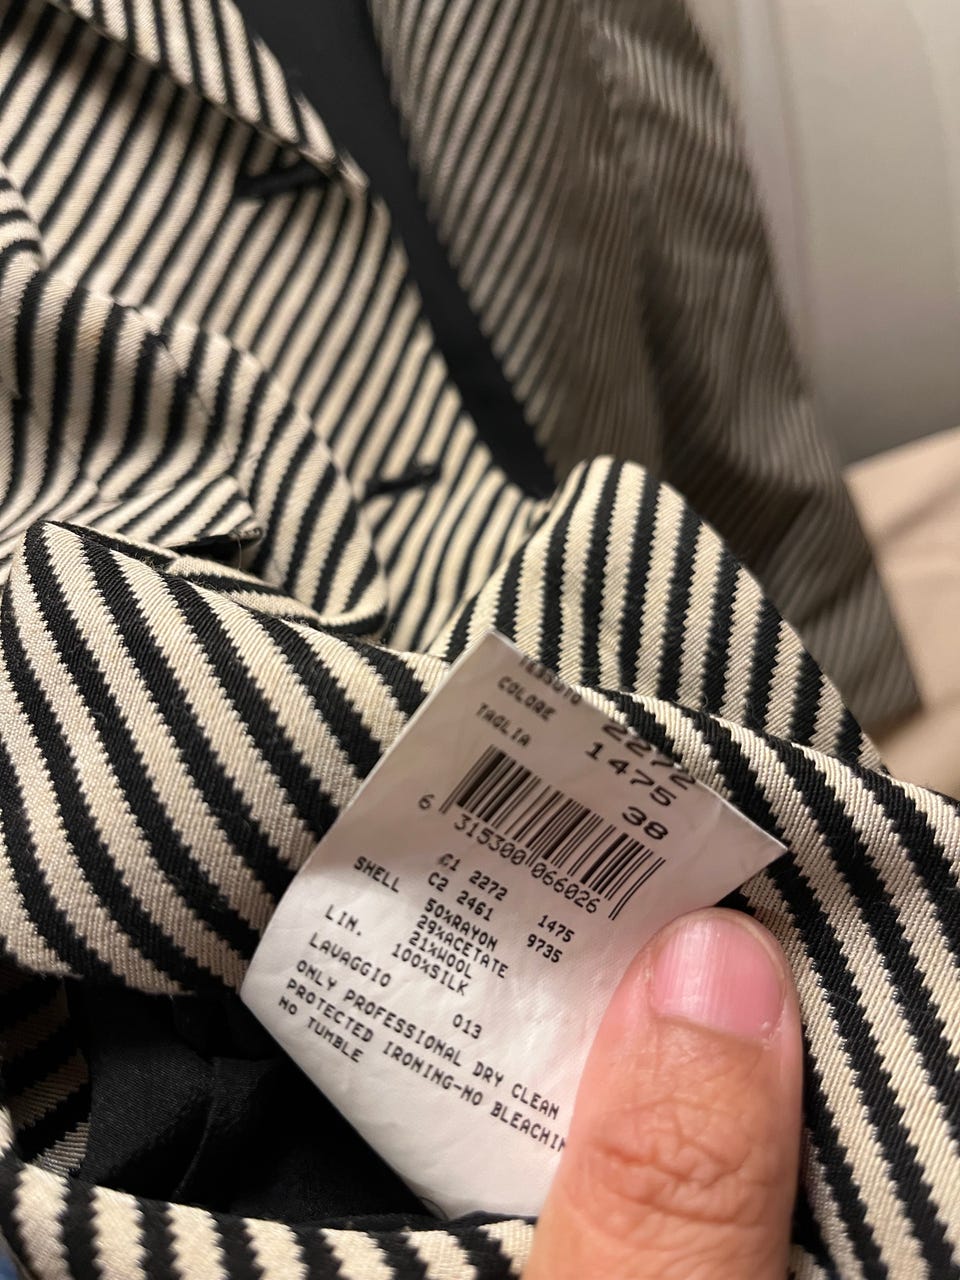 TESSUTO 2272
COLORE 1475
TAGLIA 38
6 315300 066026
C1 2272 1475
C2 2461 9735
SHELL 50%RAYON
29%ACETATE
21%WOOL
LIN. 100%SILK
LAVAGGIO 013
ONLY PROFESSIONAL DRY CLEAN
PROTECTED IRONING-NO BLEACHIN
NO TUMBLE